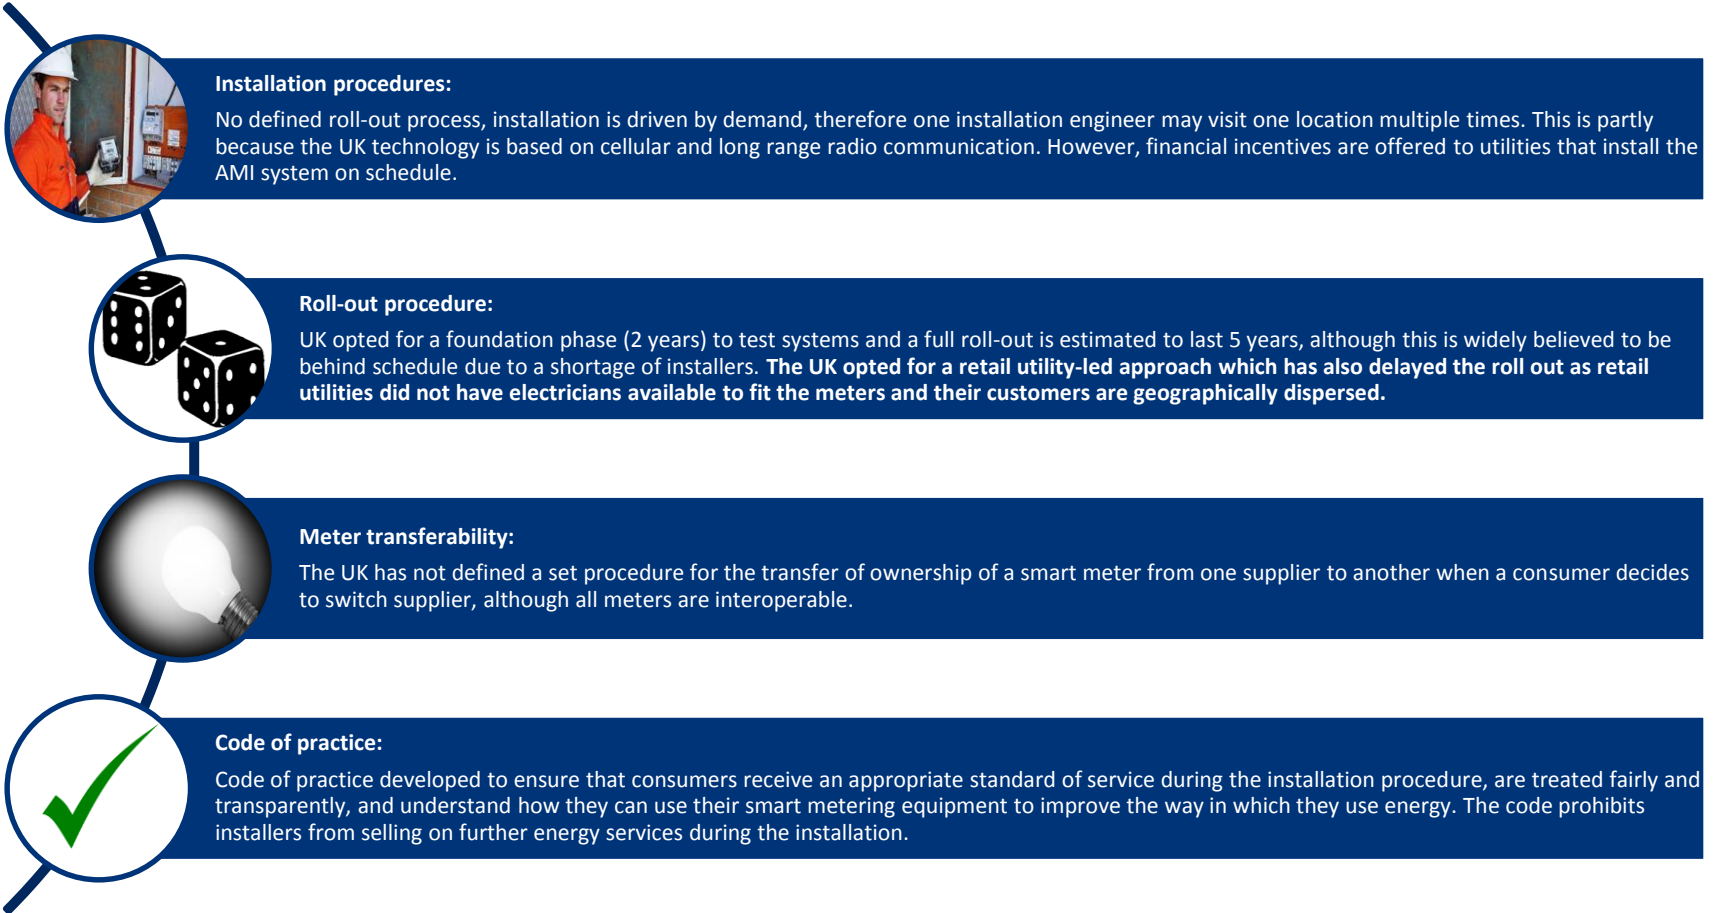 Installation procedures:
No defined roll-out process, installation is driven by demand, therefore one installation engineer may visit one location multiple times. This is partly
because the UK technology is based on cellular and long range radio communication. However, financial incentives are offered to utilities that install the
AMI system on schedule.
Roll-out procedure:
UK opted for a foundation phase (2 years) to test systems and a full roll-out is estimated to last 5 years, although this is widely believed to be
behind schedule due to a shortage of installers. The UK opted for a retail utility-led approach which has also delayed the roll out as retail
utilities did not have electricians available to fit the meters and their customers are geographically dispersed.
Meter transferability:
The UK has not defined a set procedure for the transfer of ownership of a smart meter from one supplier to another when a consumer decides
to switch supplier, although all meters are interoperable.
Code of practice:
Code of practice developed to ensure that consumers receive an appropriate standard of service during the installation procedure, are treated fairly and
transparently, and understand how they can use their smart metering equipment to improve the way in which they use energy. The code prohibits
installers from selling on further energy services during the installation.